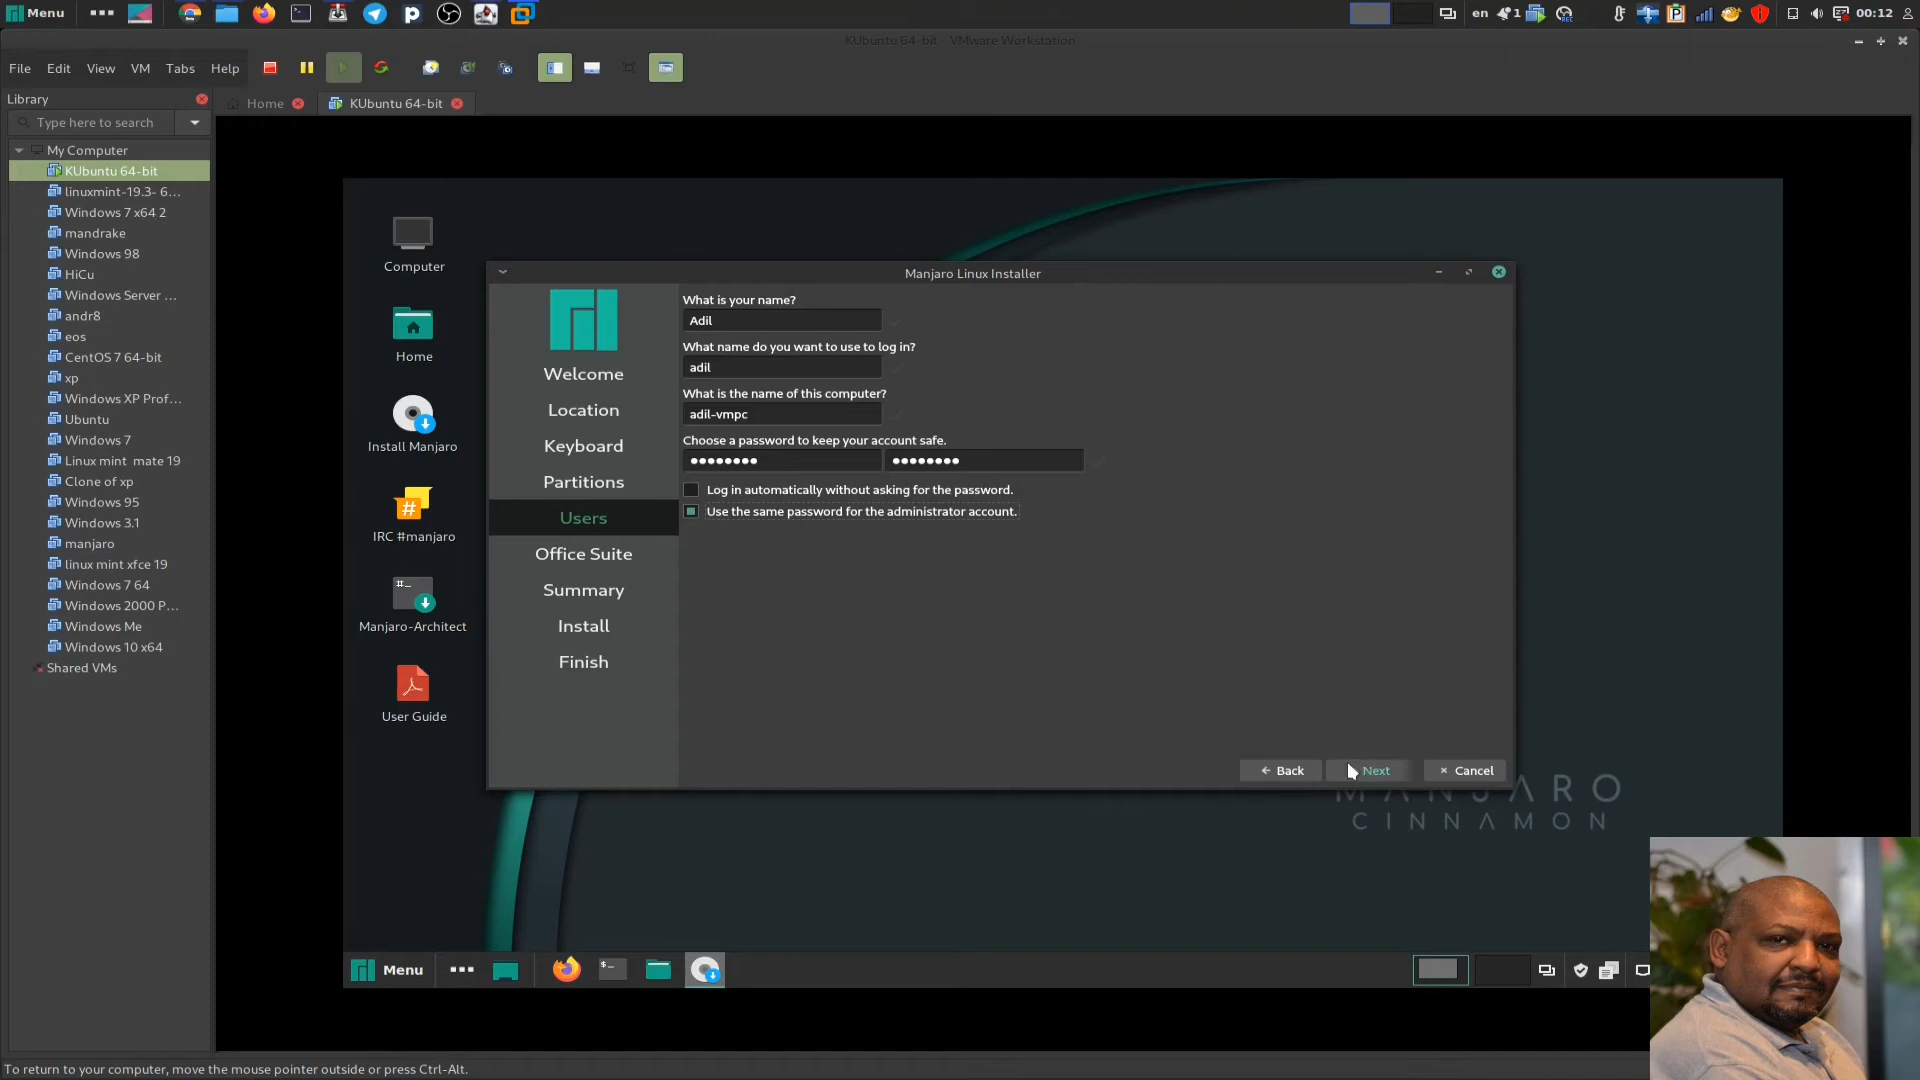 Menu
en
1
00:12
KUbuntu 64-bit - VMware Workstation
File Edit View VM Tabs Help
Library
Home
KUbuntu 64-bit
Type here to search
My Computer
KUbuntu 64-bit
linuxmint-19.3- 6...
Windows 7 x64 2
mandrake
Windows 98
HiCu
Windows Server ...
andr8
eos
CentOS 7 64-bit
xp
Windows XP Prof...
Ubuntu
Windows 7
Linux mint mate 19
Clone of xp
Windows 95
Windows 3.1
manjaro
linux mint xfce 19
Windows 7 64
Windows 2000 P...
Windows Me
Windows 10 x64
Shared VMs
Computer
Home
Install Manjaro
IRC #manjaro
Manjaro-Architect
User Guide
Manjaro Linux Installer
Welcome
Location
Keyboard
Partitions
Users
Office Suite
Summary
Install
Finish
What is your name?
Adil
What name do you want to use to log in?
adil
What is the name of this computer?
adil-vmpc
Choose a password to keep your account safe.
●●●●●●●● ●●●●●●●●
Log in automatically without asking for the password.
Use the same password for the administrator account.
Back
Next
Cancel
MANJARO
CINNAMON
Menu
To return to your computer, move the mouse pointer outside or press Ctrl-Alt.